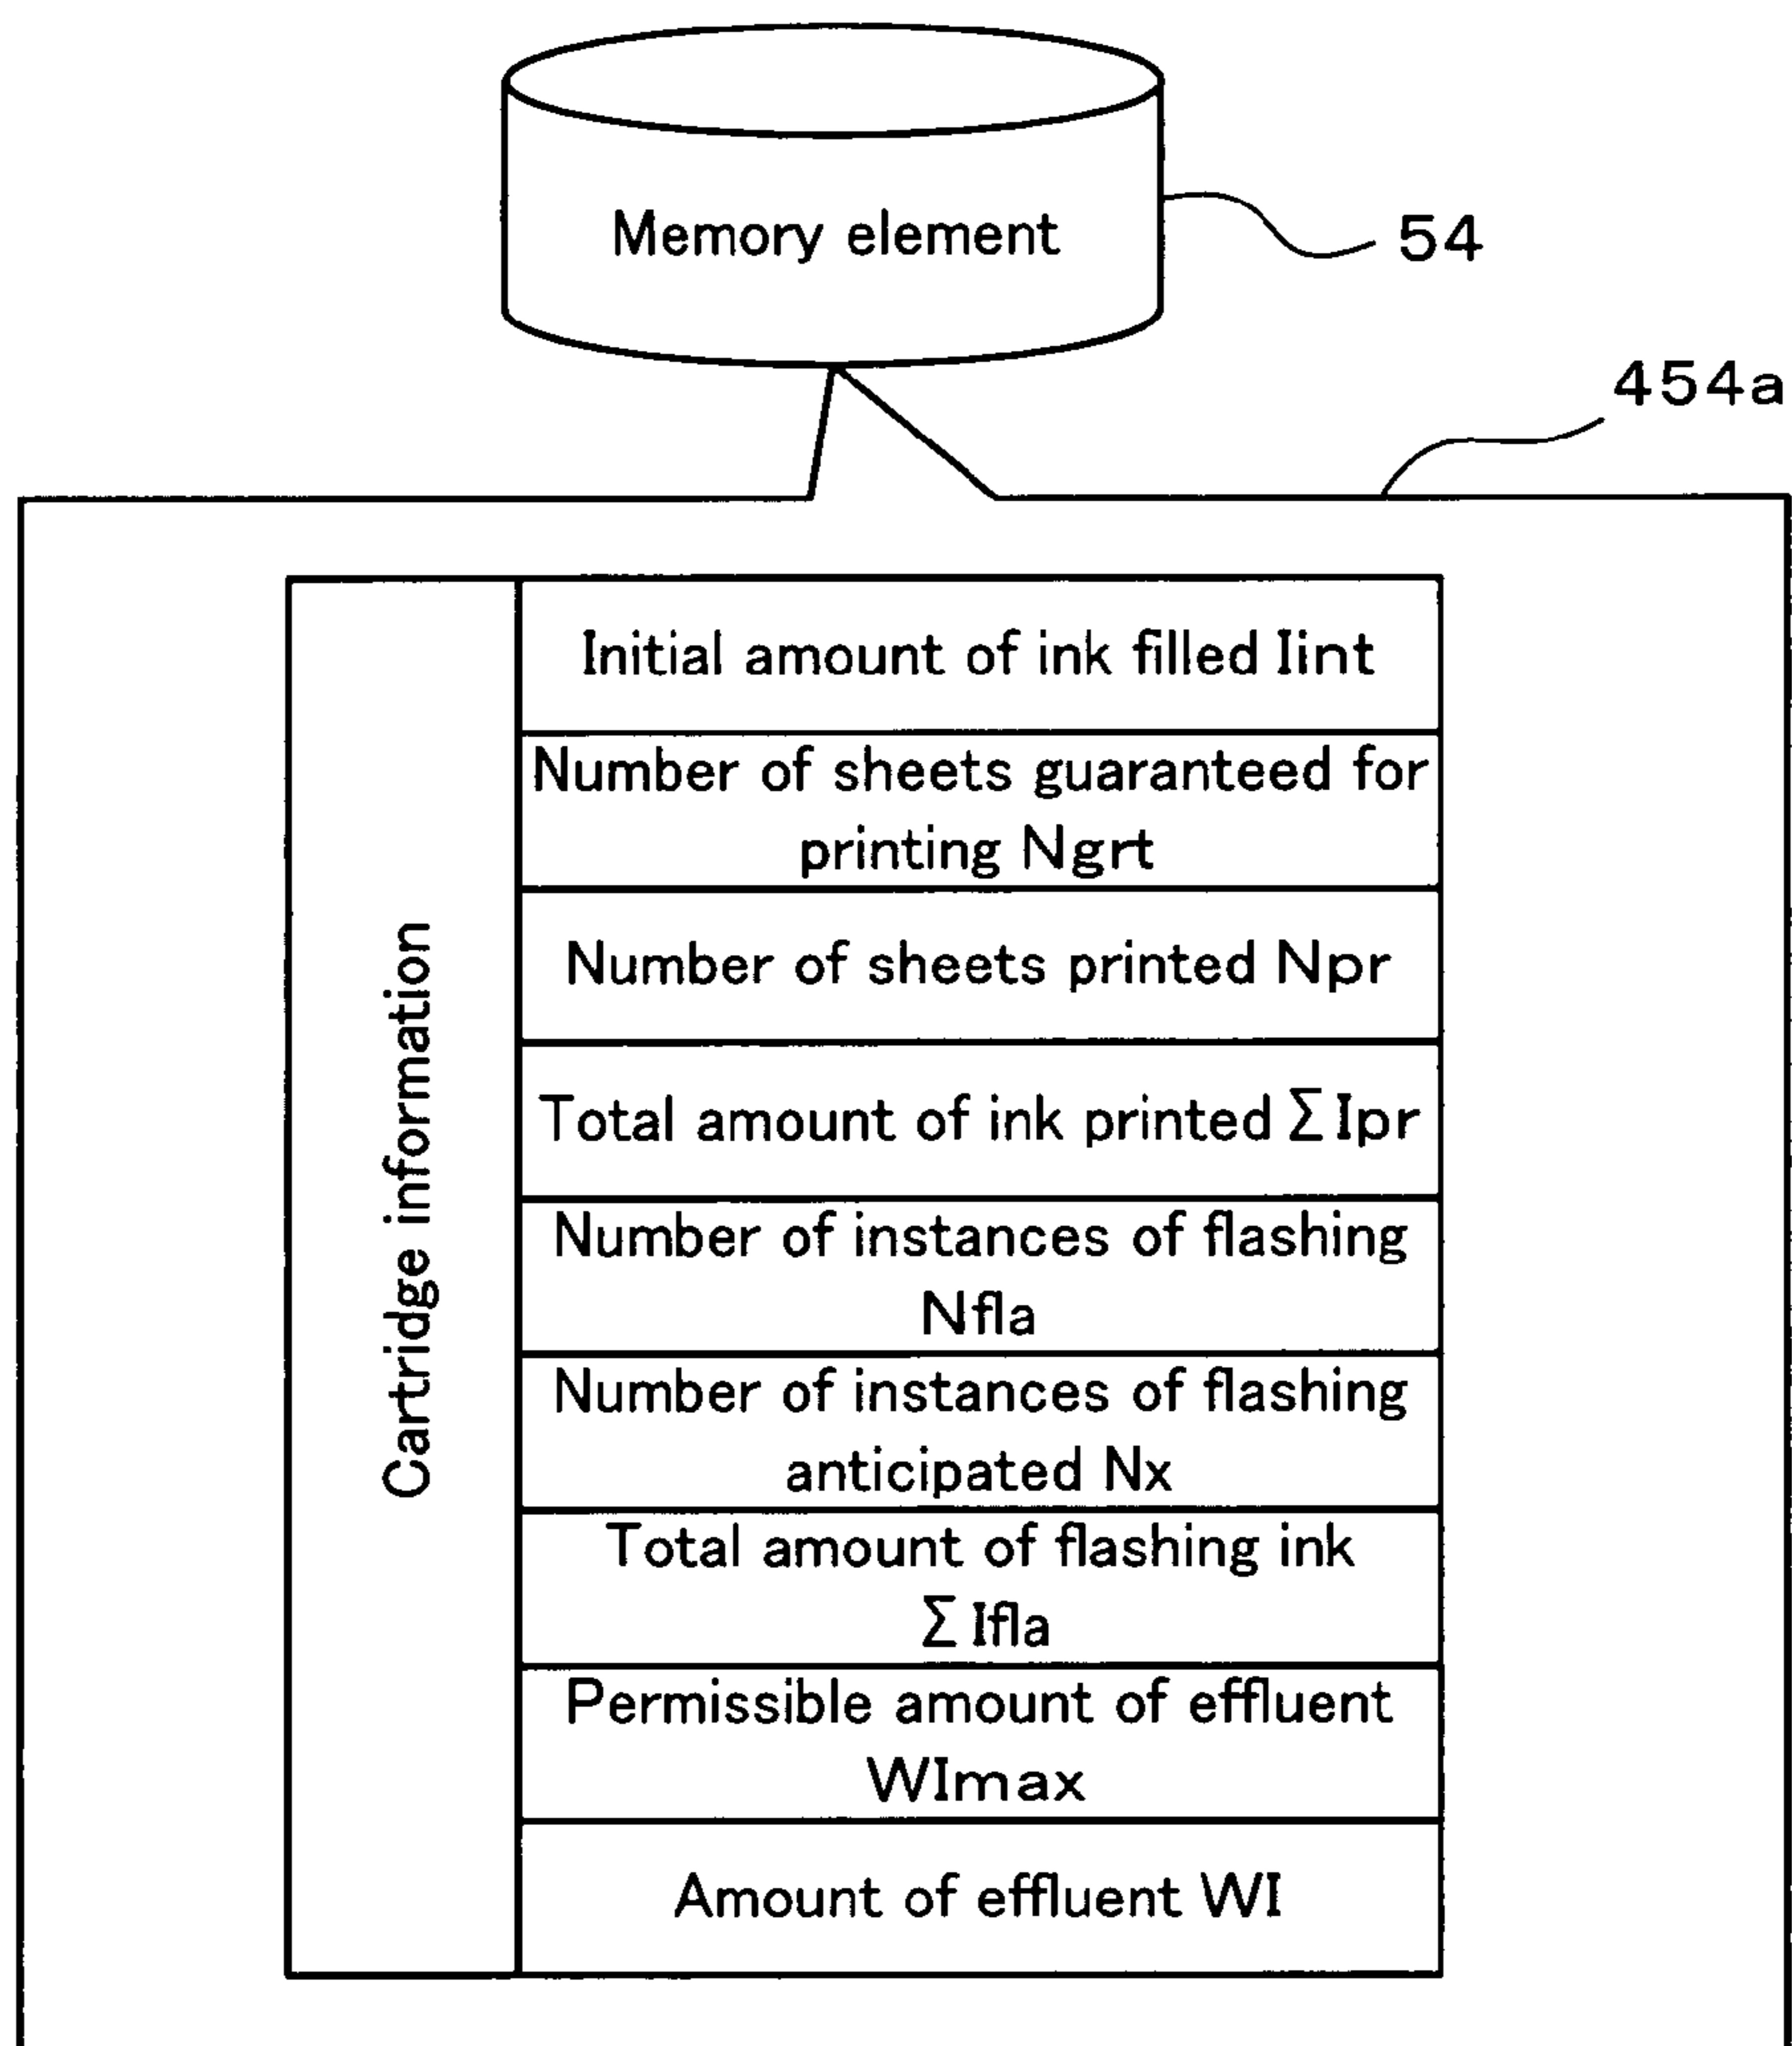 Memory element
54
454a
Cartridge information
Initial amount of ink filled Iint
Number of sheets guaranteed for
printing Ngrt
Number of sheets printed Npr
Total amount of ink printed ∑Ipr
Number of instances of flashing
Nfla
Number of instances of flashing
anticipated Nx
Total amount of flashing ink
∑Ifla
Permissible amount of effluent
WImax
Amount of effluent WI